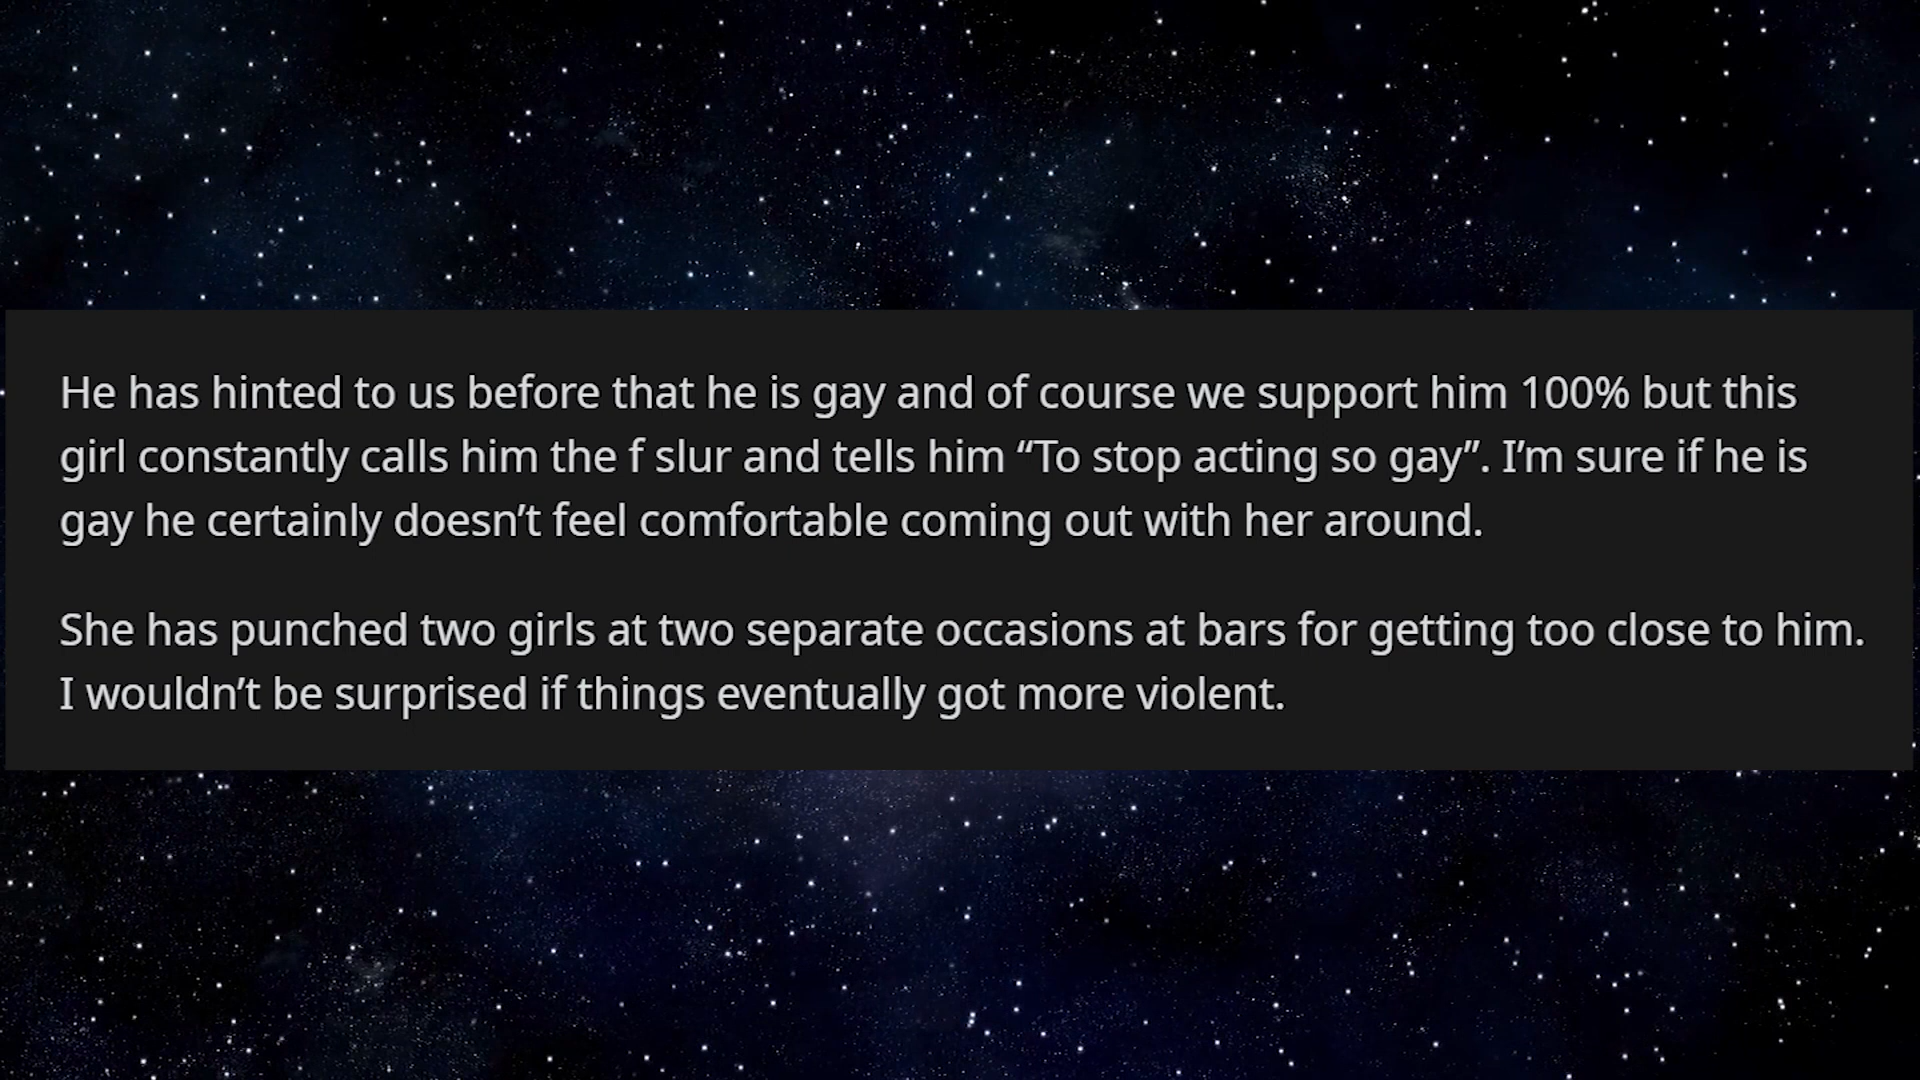 He has hinted to us before that he is gay and of course we support him 100% but this
girl constantly calls him the f slur and tells him “To stop acting so gay”. I’m sure if he is
gay he certainly doesn’t feel comfortable coming out with her around.
She has punched two girls at two separate occasions at bars for getting too close to him.
I wouldn’t be surprised if things eventually got more violent.